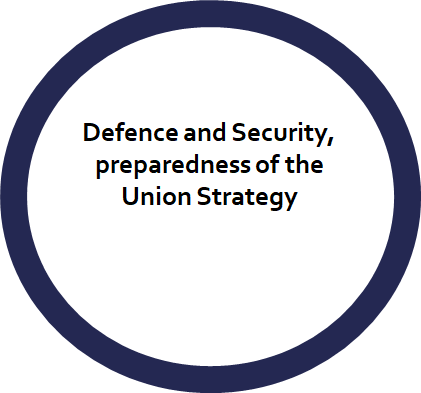 Defence and Security,
preparedness of the
Union Strategy